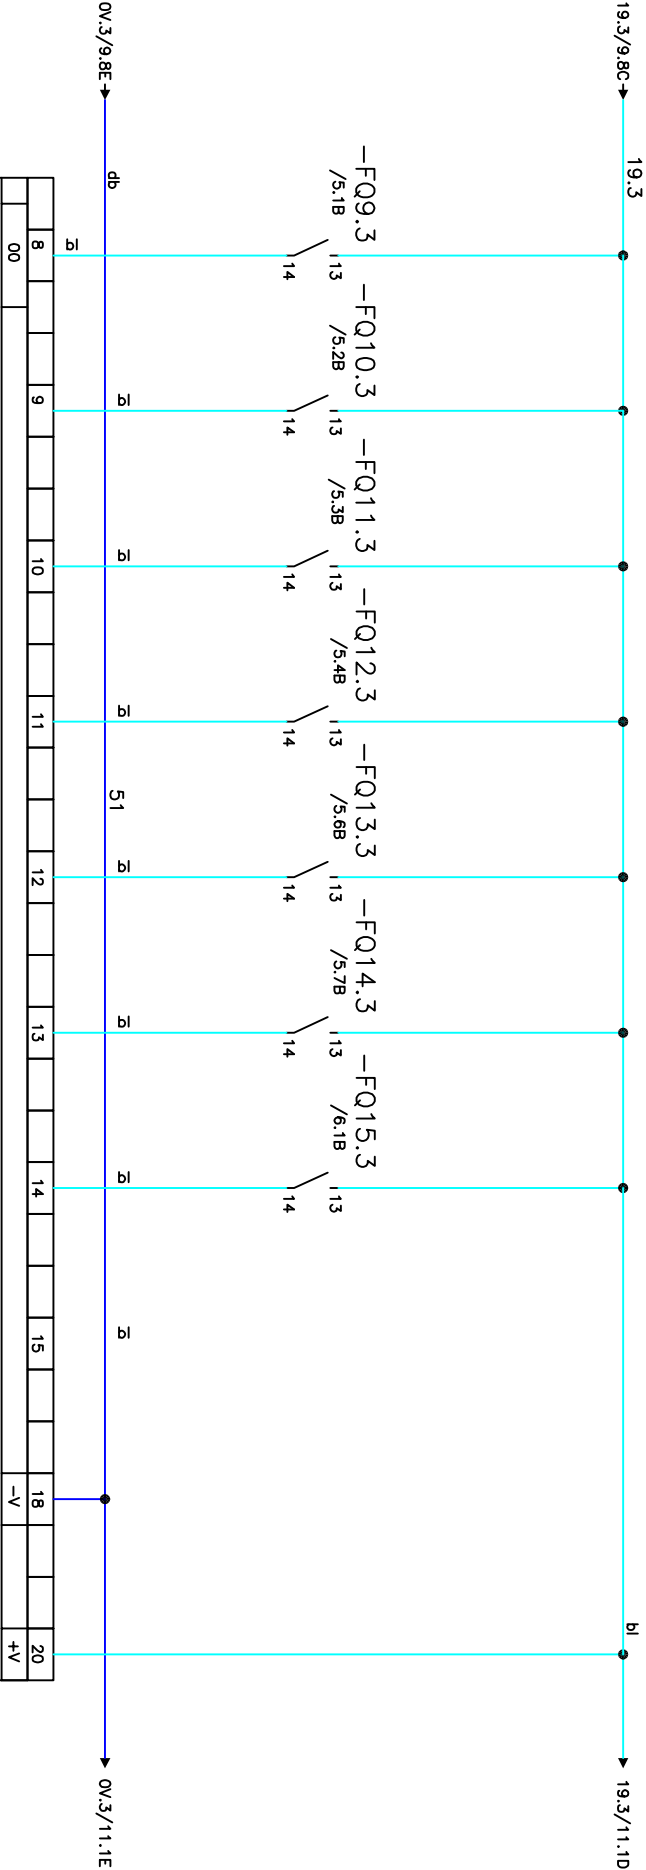 19.3
bl
19.3/9.8C
19.3/11.1D
-FQ9.3
/5.1B
13
14
-FQ10.3
/5.2B
13
14
-FQ11.3
/5.3B
13
14
-FQ12.3
/5.4B
13
14
-FQ13.3
/5.6B
13
14
-FQ14.3
/5.7B
13
14
-FQ15.3
/6.1B
13
14
db
bl
bl
bl
51
bl
bl
bl
bl
0V.3/9.8E
0V.3/11.1E
bl
8
9
10
11
12
13
14
15
18
20
00
-V
+V